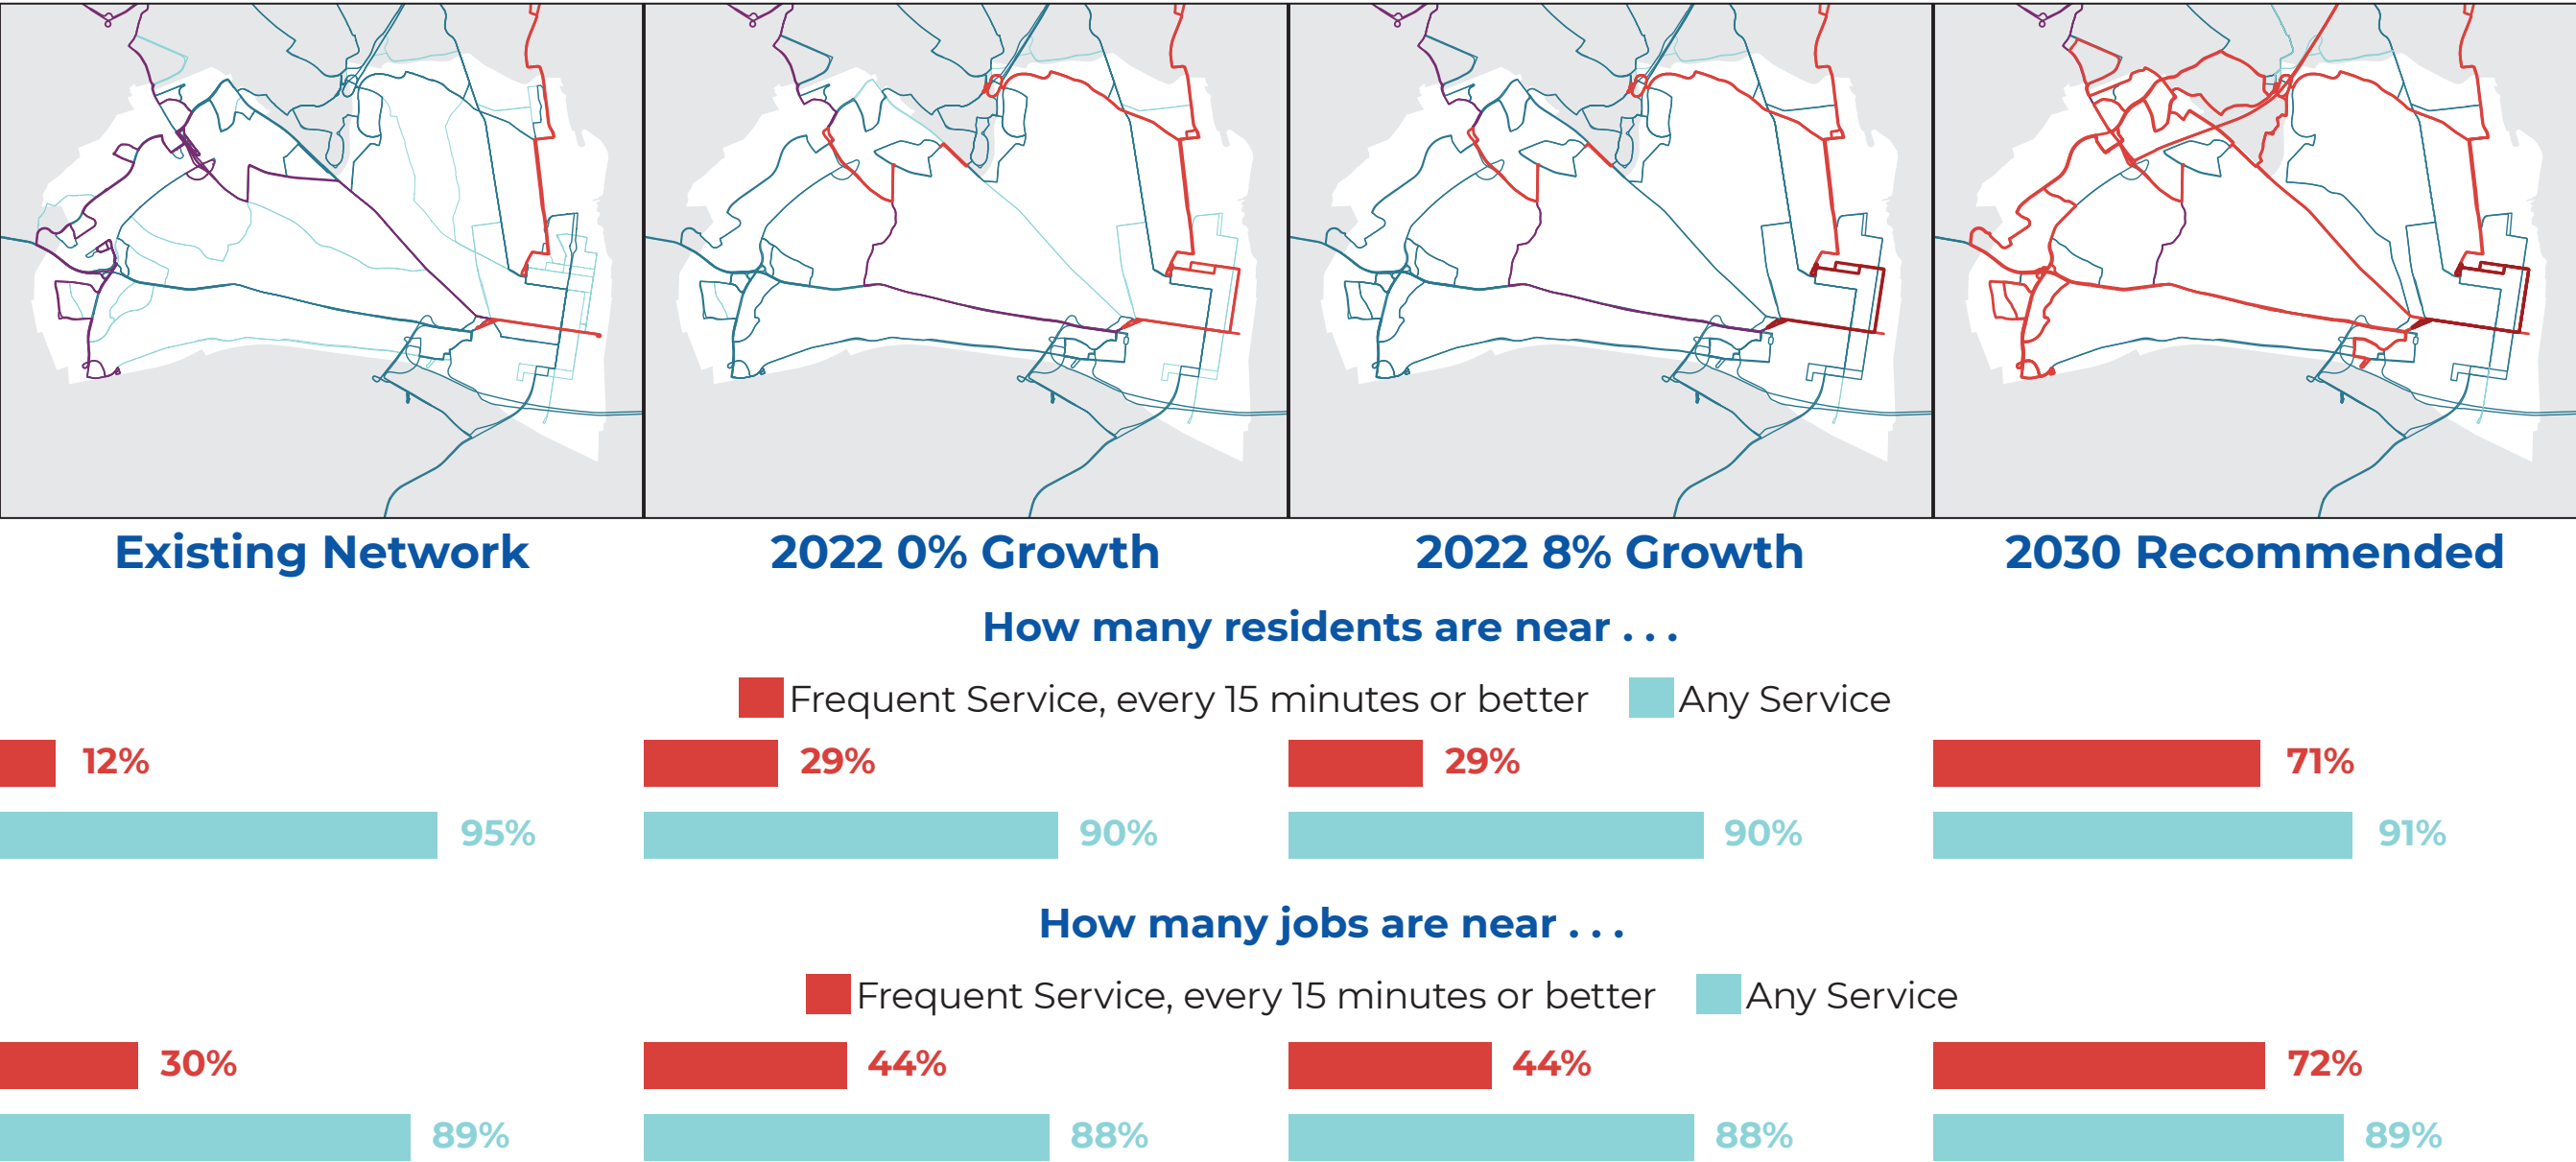 Existing Network
2022 0% Growth
2022 8% Growth
2030 Recommended
How many residents are near . . .
Frequent Service, every 15 minutes or better
Any Service
12%
29%
29%
71%
95%
90%
90%
91%
How many jobs are near . . .
Frequent Service, every 15 minutes or better
Any Service
30%
44%
44%
72%
89%
88%
88%
89%